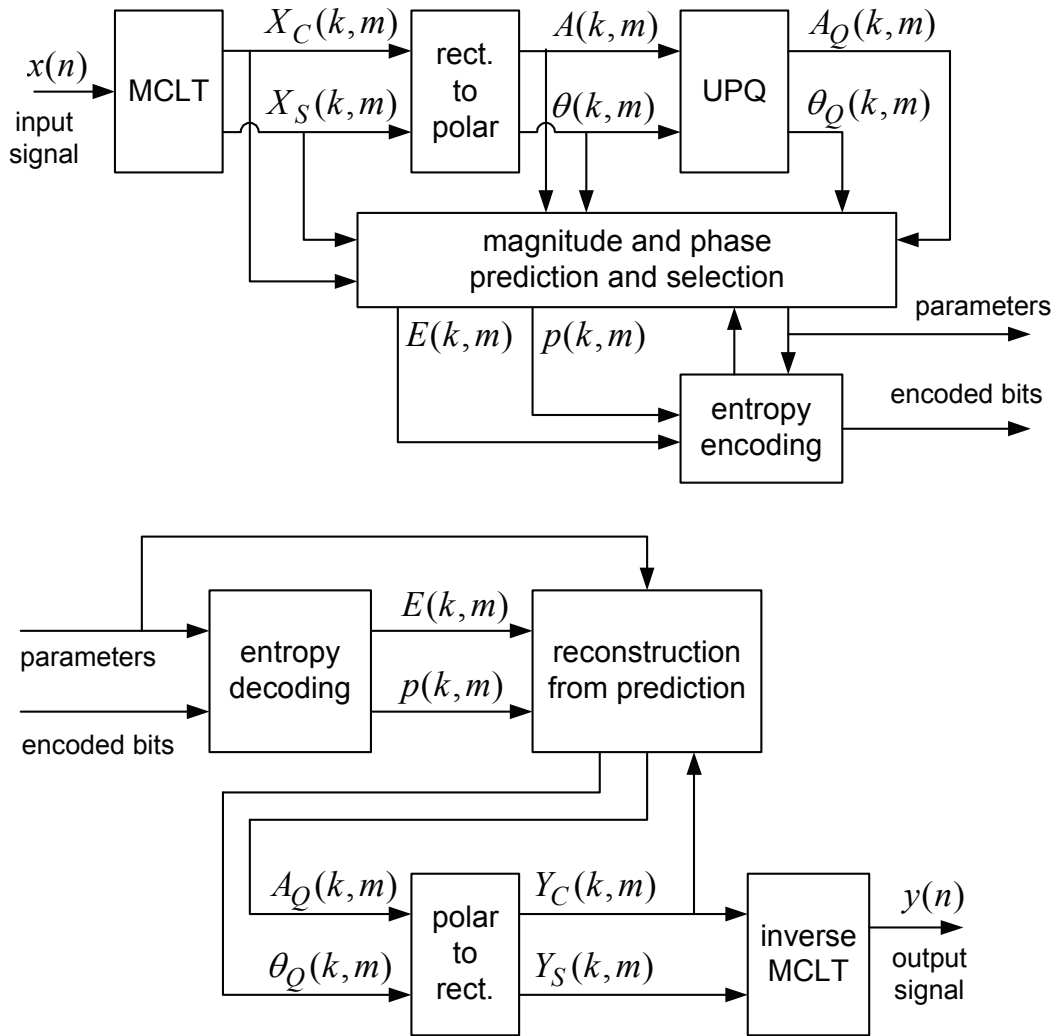 X_C(k,m)
A(k,m)
A_Q(k,m)
x(n)
MCLT
rect.
to
polar
UPQ
input
signal
X_S(k,m)
θ(k,m)
θ_Q(k,m)
magnitude and phase
prediction and selection
E(k,m)
p(k,m)
parameters
entropy
encoding
encoded bits
parameters
encoded bits
entropy
decoding
E(k,m)
p(k,m)
reconstruction
from prediction
A_Q(k,m)
θ_Q(k,m)
polar
to
rect.
Y_C(k,m)
Y_S(k,m)
inverse
MCLT
y(n)
output
signal